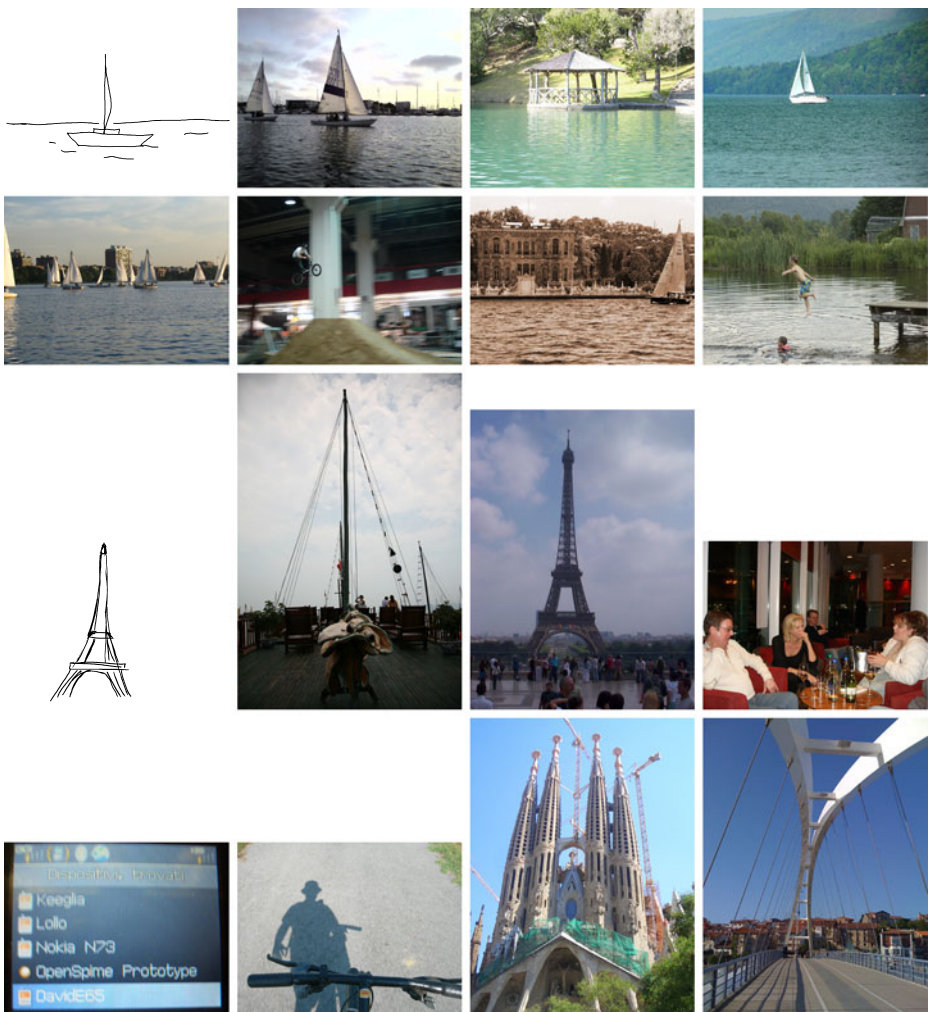 Dispositivi trovati
Keeglia
Lollo
Nokia N73
OpenSpime Prototype
DavidE65